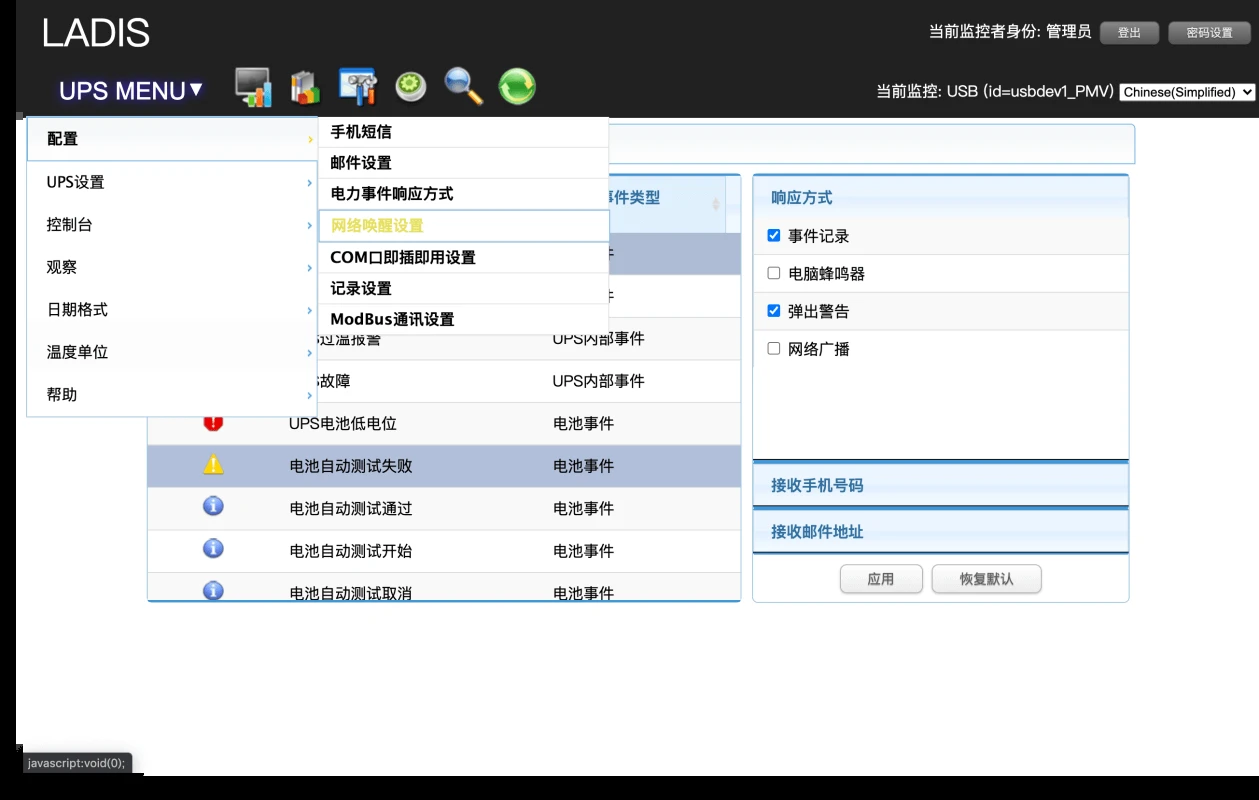 LADIS
当前监控者身份: 管理员 登出 密码设置
UPS MENU▼
当前监控: USB (id=usbdev1_PMV) Chinese(Simplified)
配置
UPS设置
控制台
观察
日期格式
温度单位
帮助
手机短信
邮件设置
电力事件响应方式
网络唤醒设置
COM口即插即用设置
记录设置
ModBus通讯设置
事件类型
过温报警 UPS内部事件
故障 UPS内部事件
UPS电池低电位 电池事件
电池自动测试失败 电池事件
电池自动测试通过 电池事件
电池自动测试开始 电池事件
电池自动测试取消 电池事件
响应方式
事件记录
电脑蜂鸣器
弹出警告
网络广播
接收手机号码
接收邮件地址
应用 恢复默认
javascript:void(0);